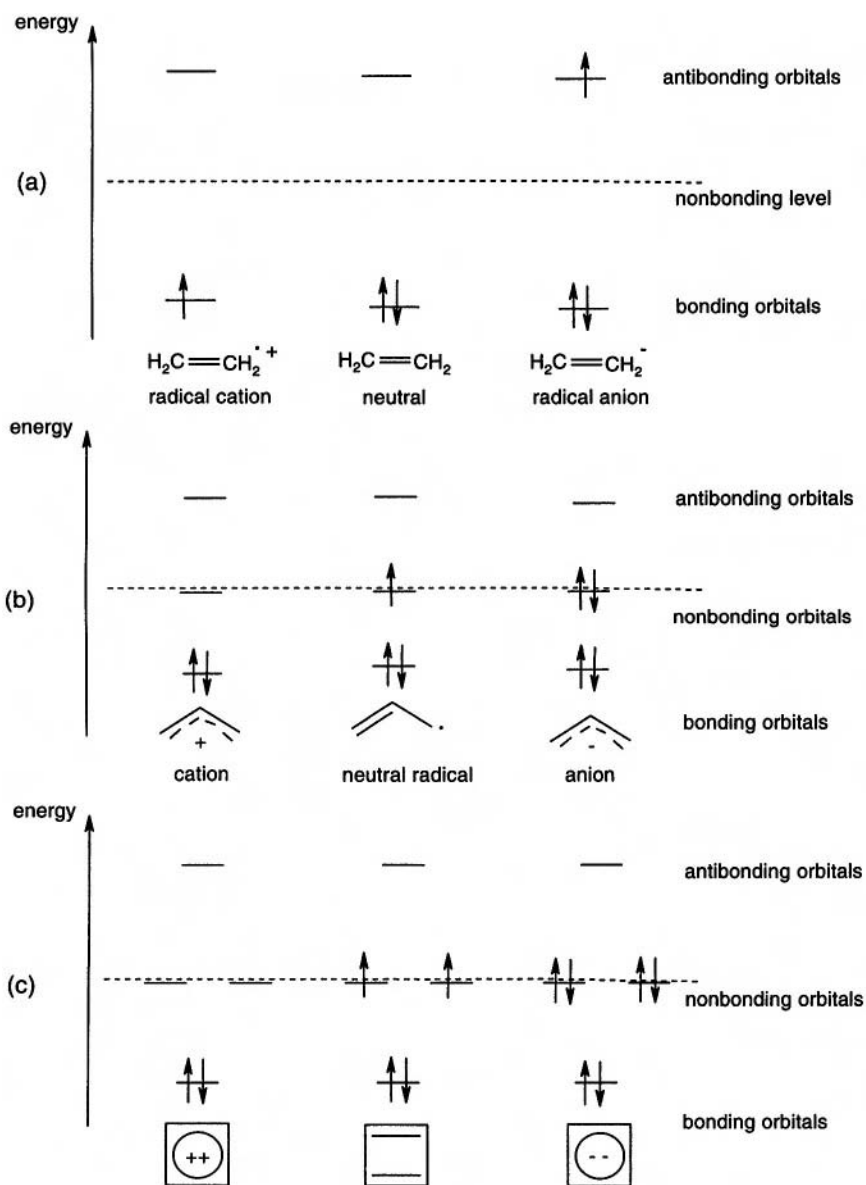 energy
antibonding orbitals
(a)
nonbonding level
bonding orbitals
H₂C=CH₂˙⁺ H₂C=CH₂ H₂C=CH₂⁻
radical cation neutral radical anion
energy
antibonding orbitals
(b)
nonbonding orbitals
bonding orbitals
+ · -
cation neutral radical anion
energy
antibonding orbitals
(c)
nonbonding orbitals
bonding orbitals
++ - -